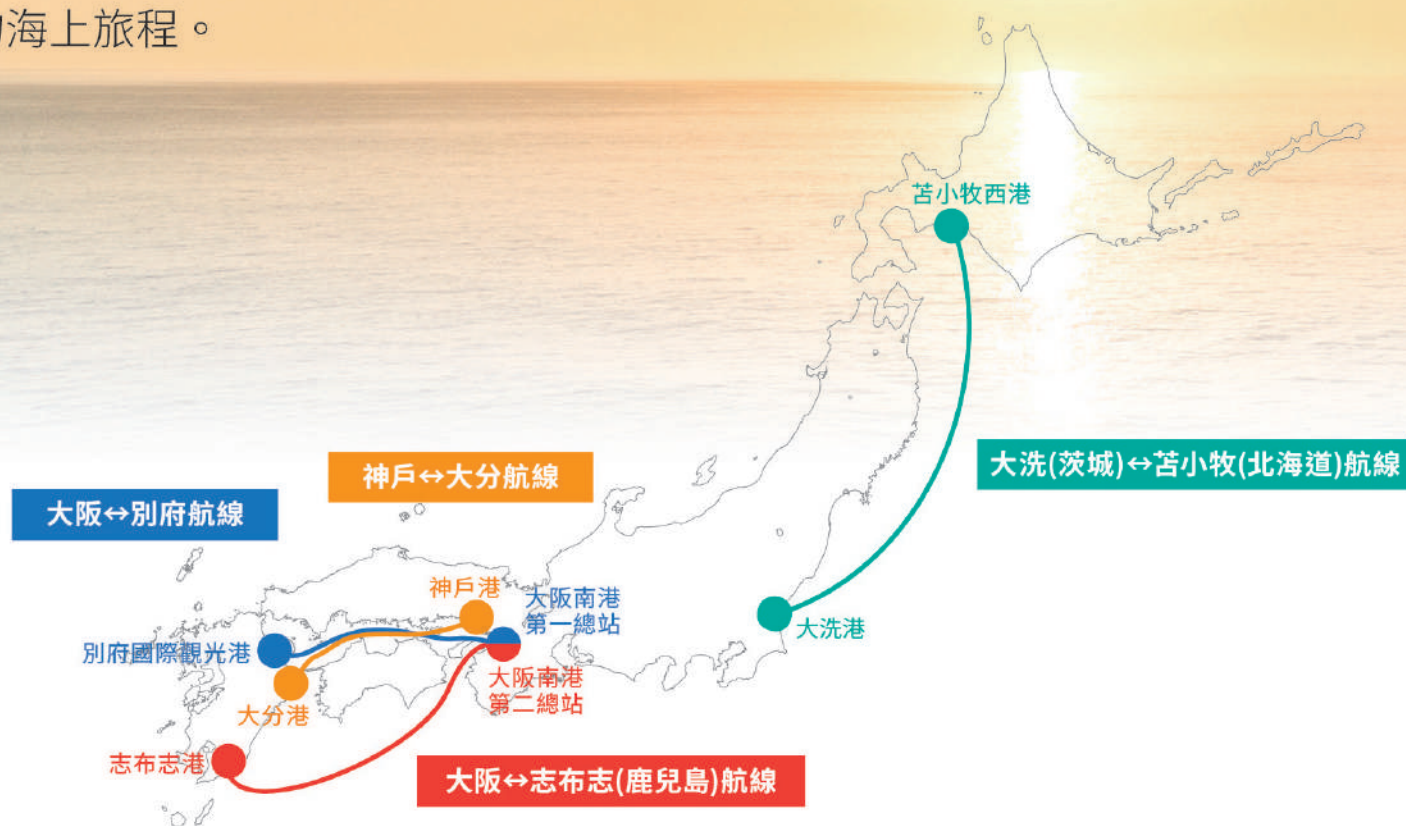 海上旅程。
苫小牧西港
大洗(茨城)↔苫小牧(北海道)航線
神戶↔大分航線
大阪↔別府航線
神戶港
大阪南港
第一總站
大洗港
別府國際觀光港
大阪南港
第二總站
大分港
志布志港
大阪↔志布志(鹿兒島)航線